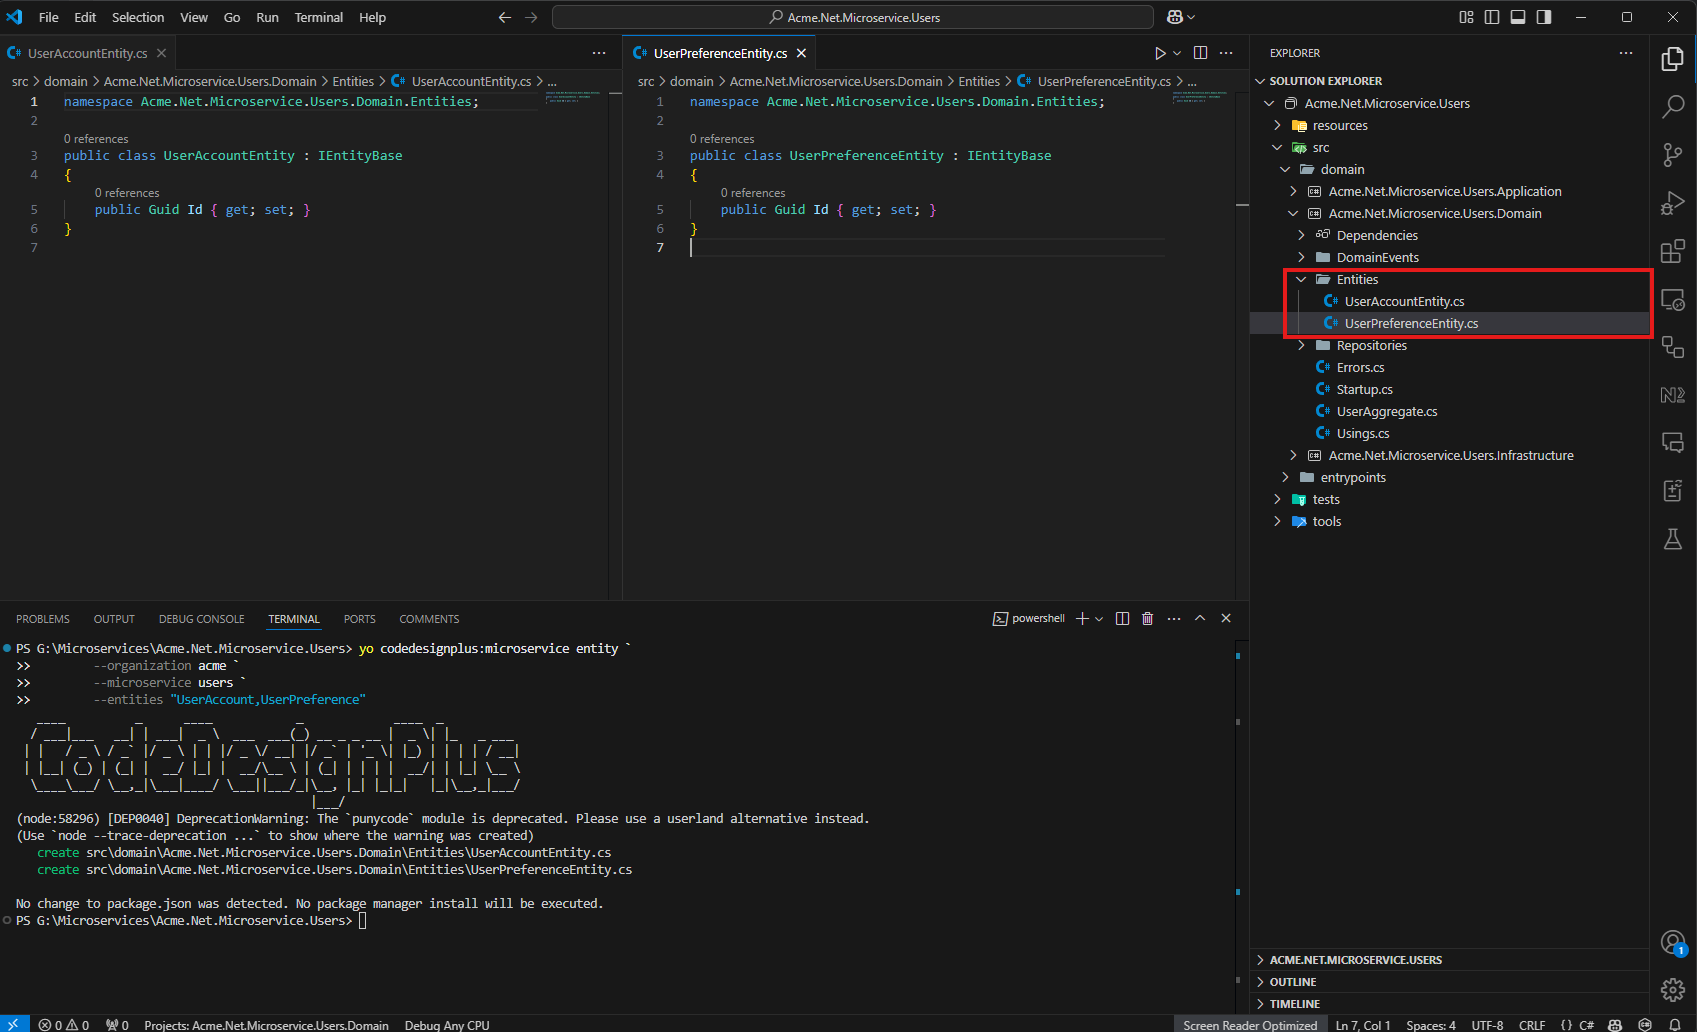 File Edit Selection View Go Run Terminal Help
Acme.Net.Microservice.Users
UserAccountEntity.cs
src > domain > Acme.Net.Microservice.Users.Domain > Entities > UserAccountEntity.cs > ...
1 namespace Acme.Net.Microservice.Users.Domain.Entities;
2
0 references
3 public class UserAccountEntity : IEntityBase
4 {
0 references
5 public Guid Id { get; set; }
6 }
7
UserPreferenceEntity.cs
src > domain > Acme.Net.Microservice.Users.Domain > Entities > UserPreferenceEntity.cs > ...
1 namespace Acme.Net.Microservice.Users.Domain.Entities;
2
0 references
3 public class UserPreferenceEntity : IEntityBase
4 {
0 references
5 public Guid Id { get; set; }
6 }
7
EXPLORER
SOLUTION EXPLORER
Acme.Net.Microservice.Users
resources
src
domain
Acme.Net.Microservice.Users.Application
Acme.Net.Microservice.Users.Domain
Dependencies
DomainEvents
Entities
UserAccountEntity.cs
UserPreferenceEntity.cs
Repositories
Errors.cs
Startup.cs
UserAggregate.cs
Usings.cs
Acme.Net.Microservice.Users.Infrastructure
entrypoints
tests
tools
ACME.NET.MICROSERVICE.USERS
OUTLINE
TIMELINE
1
PROBLEMS OUTPUT DEBUG CONSOLE TERMINAL PORTS COMMENTS
powershell
PS G:\Microservices\Acme.Net.Microservice.Users> yo codedesignplus:microservice entity `
>> --organization acme `
>> --microservice users `
>> --entities "UserAccount,UserPreference"
CodeDesignPlus
(node:58296) [DEP0040] DeprecationWarning: The `punycode` module is deprecated. Please use a userland alternative instead.
(Use `node --trace-deprecation ...` to show where the warning was created)
create src\domain\Acme.Net.Microservice.Users.Domain\Entities\UserAccountEntity.cs
create src\domain\Acme.Net.Microservice.Users.Domain\Entities\UserPreferenceEntity.cs
No change to package.json was detected. No package manager install will be executed.
PS G:\Microservices\Acme.Net.Microservice.Users>
0 0 0 Projects: Acme.Net.Microservice.Users.Domain Debug Any CPU
Screen Reader Optimized Ln 7, Col 1 Spaces: 4 UTF-8 CRLF { } C#